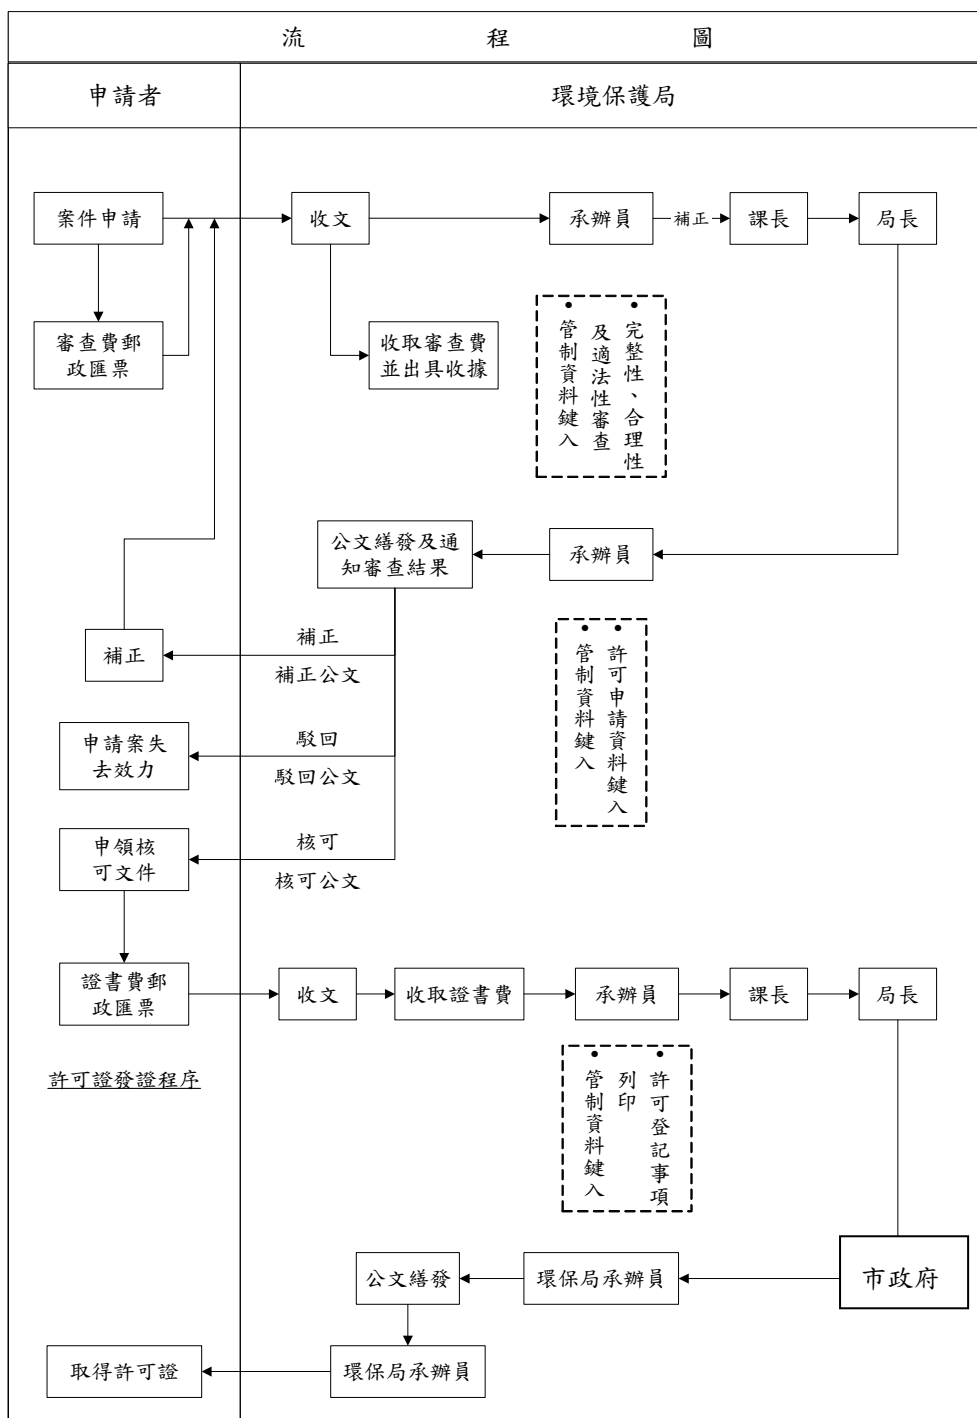 流程圖
申請者
環境保護局
案件申請
收文
承辦員
補正
課長
局長
審查費郵
政匯票
收取審查費
並出具收據
• 完整性、合理性
及適法性審查
• 管制資料鍵入
公文繕發及通
知審查結果
承辦員
補正
補正
補正公文
• 許可申請資料鍵入
• 管制資料鍵入
申請案失
去效力
駁回
駁回公文
申領核
可文件
核可
核可公文
證書費郵
政匯票
收文
收取證書費
承辦員
課長
局長
許可證發證程序
• 許可登記事項
列印
• 管制資料鍵入
公文繕發
環保局承辦員
市政府
取得許可證
環保局承辦員